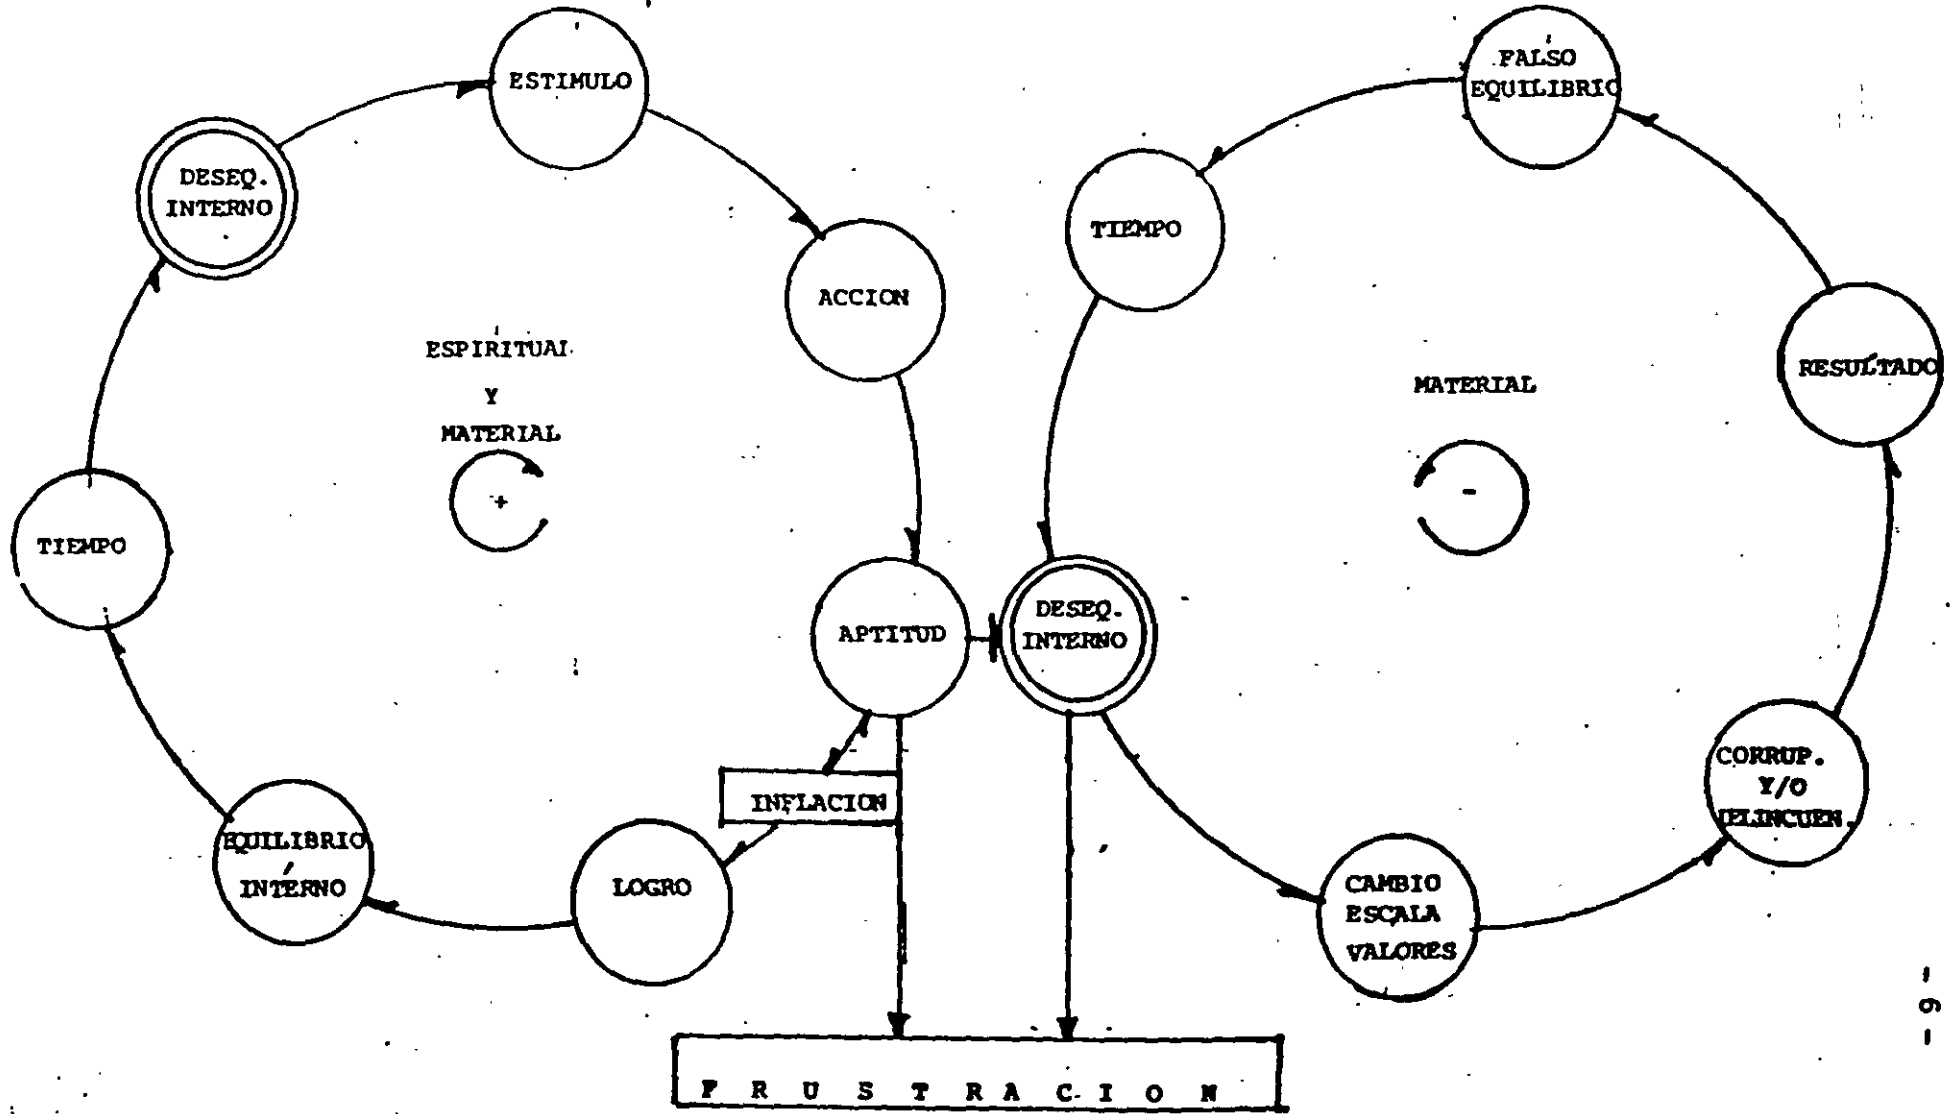 ESTIMULO
DESEQ.
INTERNO
ACCION
ESPIRITUAL
Y
MATERIAL
+
TIEMPO
APTITUD
INFLACION
EQUILIBRIO
INTERNO
LOGRO
FALSO
EQUILIBRIO
TIEMPO
RESULTADO
MATERIAL
-
DESEQ.
INTERNO
CORRUP.
Y/O
DELINCUEN.
CAMBIO
ESCALA
VALORES
F R U S T R A C I O N
- 6 -